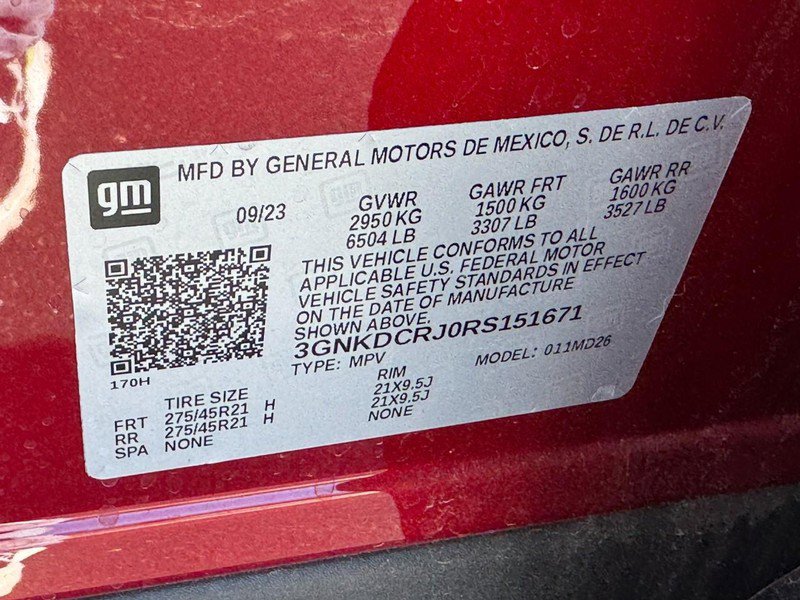 gm
MFD BY GENERAL MOTORS DE MEXICO, S. DE R.L. DE C.V.
09/23 GVWR GAWR FRT GAWR RR
2950 KG 1500 KG 1600 KG
6504 LB 3307 LB 3527 LB
THIS VEHICLE CONFORMS TO ALL
APPLICABLE U.S. FEDERAL MOTOR
VEHICLE SAFETY STANDARDS IN EFFECT
ON THE DATE OF MANUFACTURE
SHOWN ABOVE.
3GNKDCRJ0RS151671
TYPE: MPV MODEL: 011MD26
170H
TIRE SIZE RIM
FRT 275/45R21 H 21X9.5J
RR 275/45R21 H 21X9.5J
SPA NONE NONE